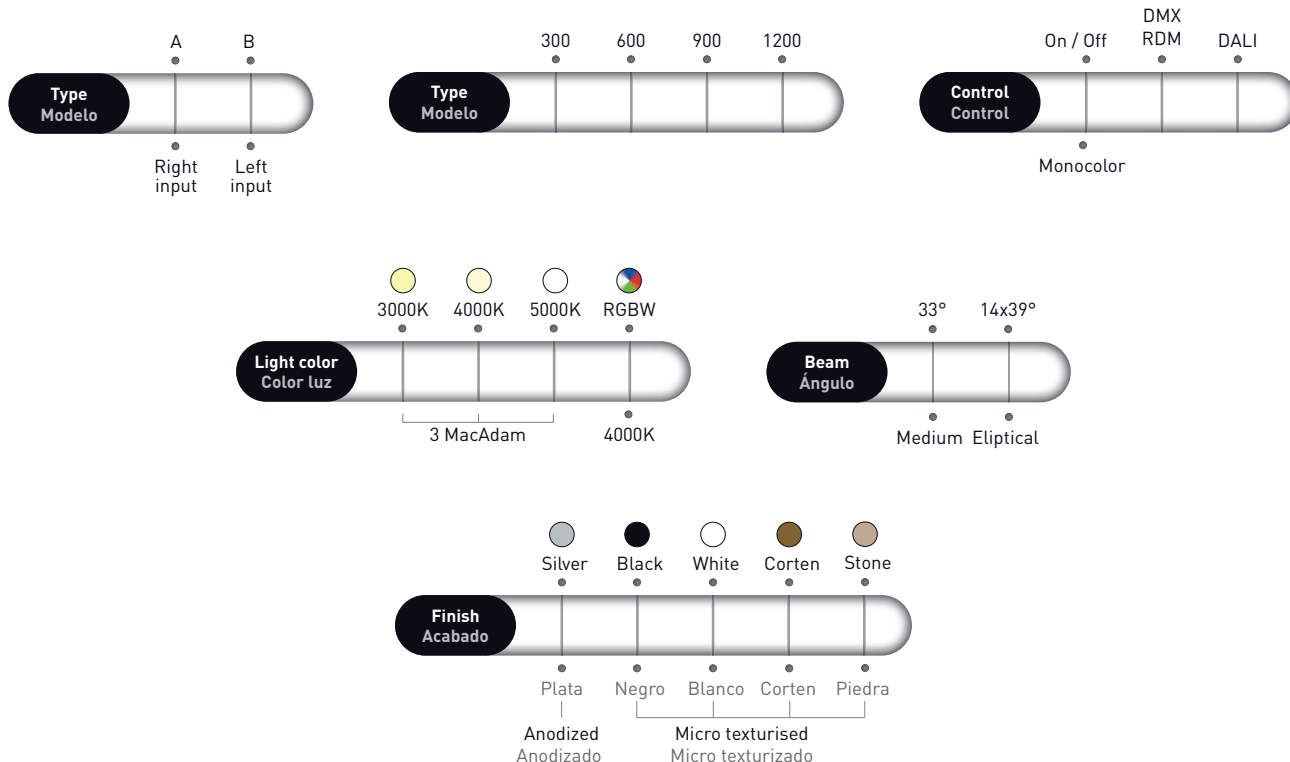 A B
Type
Modelo
Right Left
input input
300 600 900 1200
Type
Modelo
DMX
On / Off RDM DALI
Control
Control
Monocolor
3000K 4000K 5000K RGBW
Light color
Color luz
3 MacAdam 4000K
33° 14x39°
Beam
Ángulo
Medium Eliptical
Silver Black White Corten Stone
Finish
Acabado
Plata Negro Blanco Corten Piedra
Anodized Micro texturised
Anodizado Micro texturizado